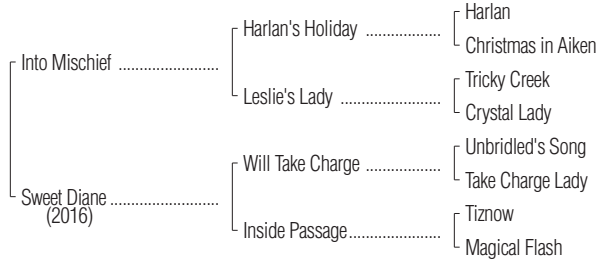 Harlan
Harlan's Holiday ..................
Christmas in Aiken
Into Mischief ........................
Tricky Creek
Leslie's Lady ........................
Crystal Lady
Unbridled's Song
Will Take Charge ..................
Take Charge Lady
Sweet Diane ..........................
(2016)
Tiznow
Inside Passage......................
Magical Flash